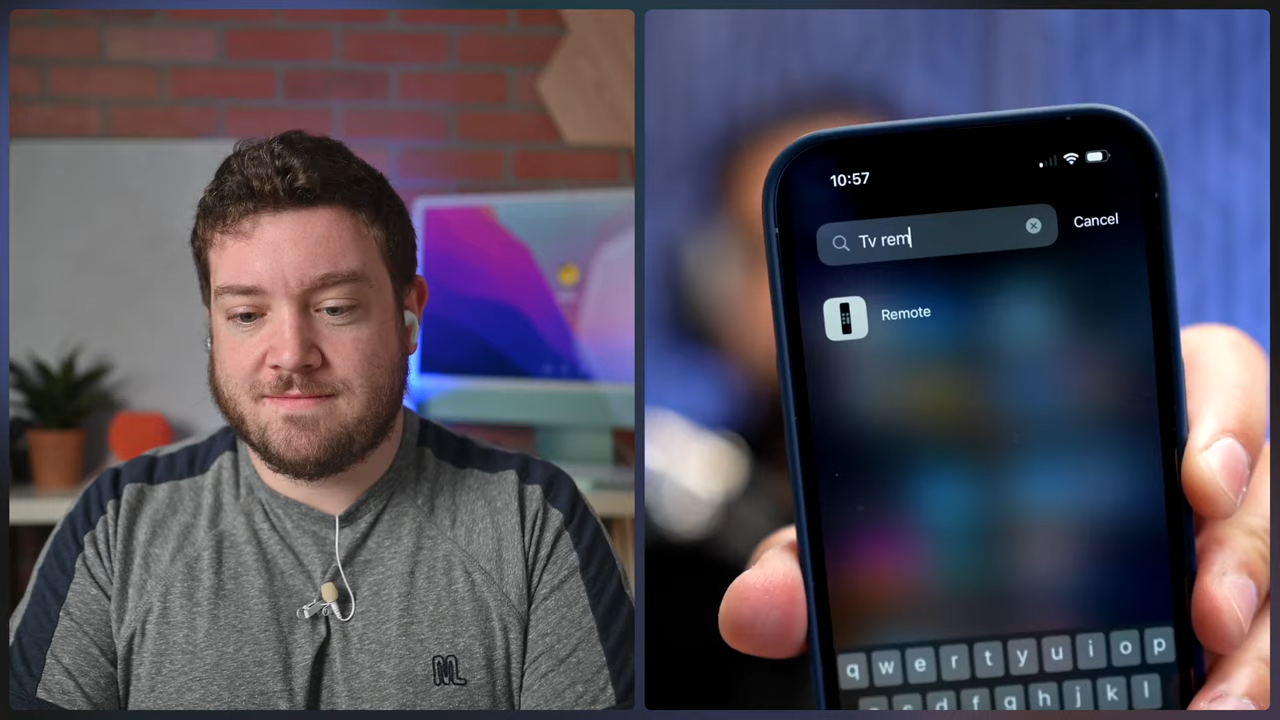 ML
10:57
Tv rem
Cancel
Remote
q w e r t y u i o p
s d f g h j k l